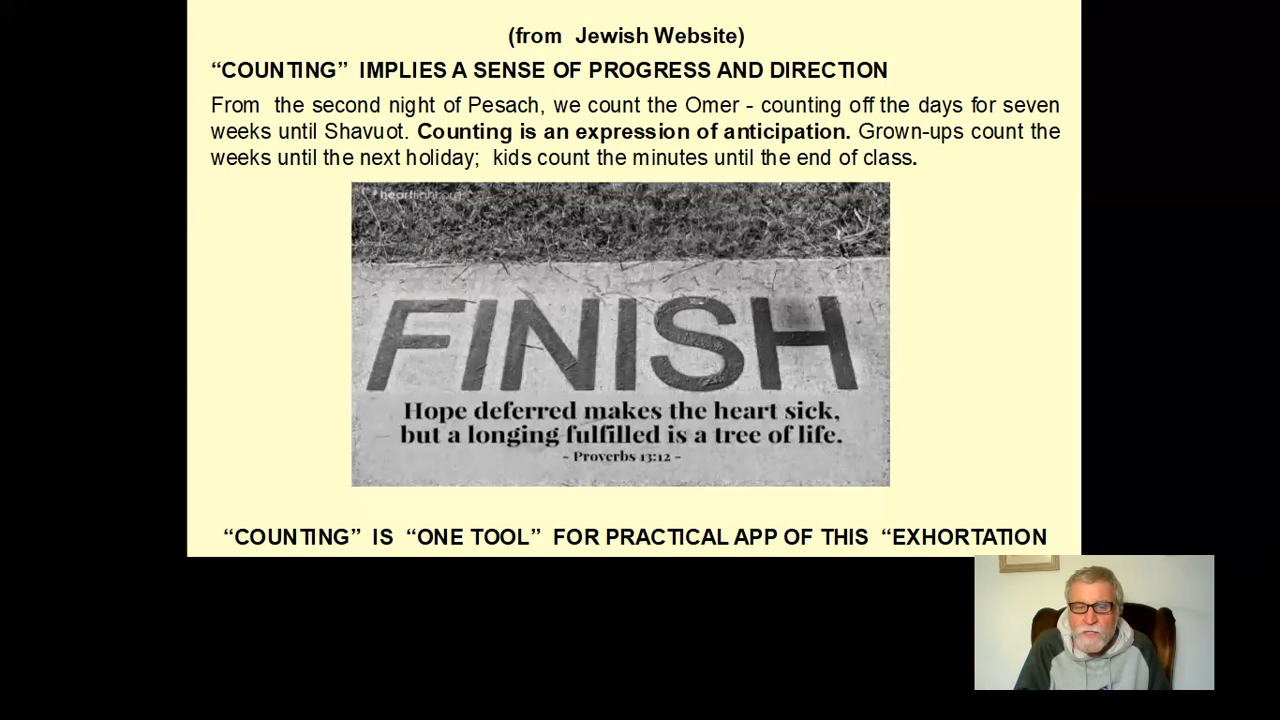 (from Jewish Website)
“COUNTING” IMPLIES A SENSE OF PROGRESS AND DIRECTION
From the second night of Pesach, we count the Omer - counting off the days for seven
weeks until Shavuot. Counting is an expression of anticipation. Grown-ups count the
weeks until the next holiday; kids count the minutes until the end of class.
heartlight.org
FINISH
Hope deferred makes the heart sick,
but a longing fulfilled is a tree of life.
- Proverbs 13:12 -
“COUNTING” IS “ONE TOOL” FOR PRACTICAL APP OF THIS “EXHORTATION